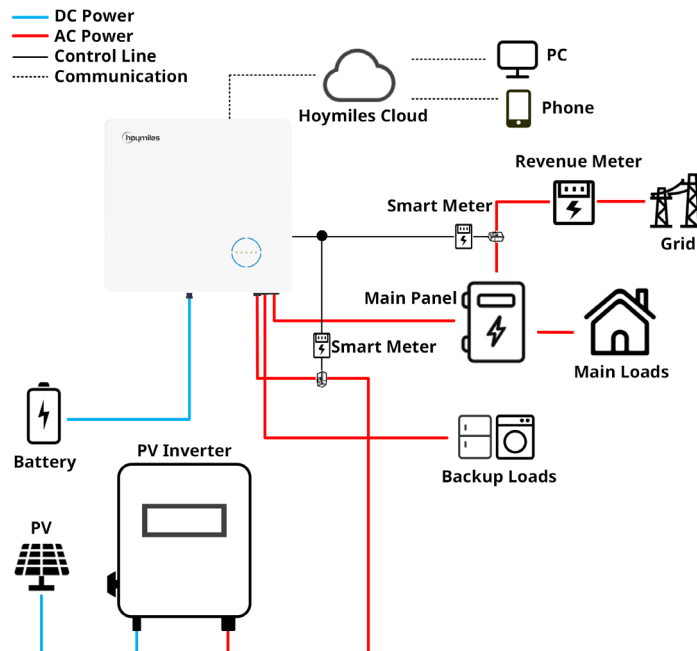 DC Power
AC Power
Control Line
Communication
PC
Hoymiles Cloud
Phone
hoymiles
Revenue Meter
Smart Meter
Grid
Main Panel
Smart Meter
Main Loads
Battery
PV Inverter
Backup Loads
PV